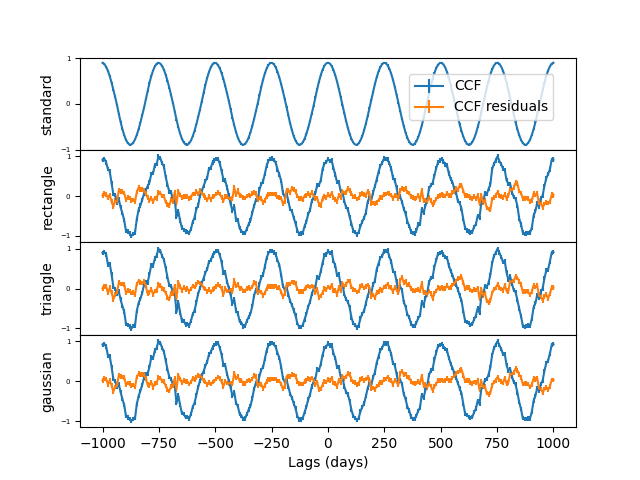 1
0
−1
standard
CCF
CCF residuals
1
0
−1
rectangle
1
0
−1
triangle
1
0
−1
gaussian
−1000 −750 −500 −250 0 250 500 750 1000
Lags (days)